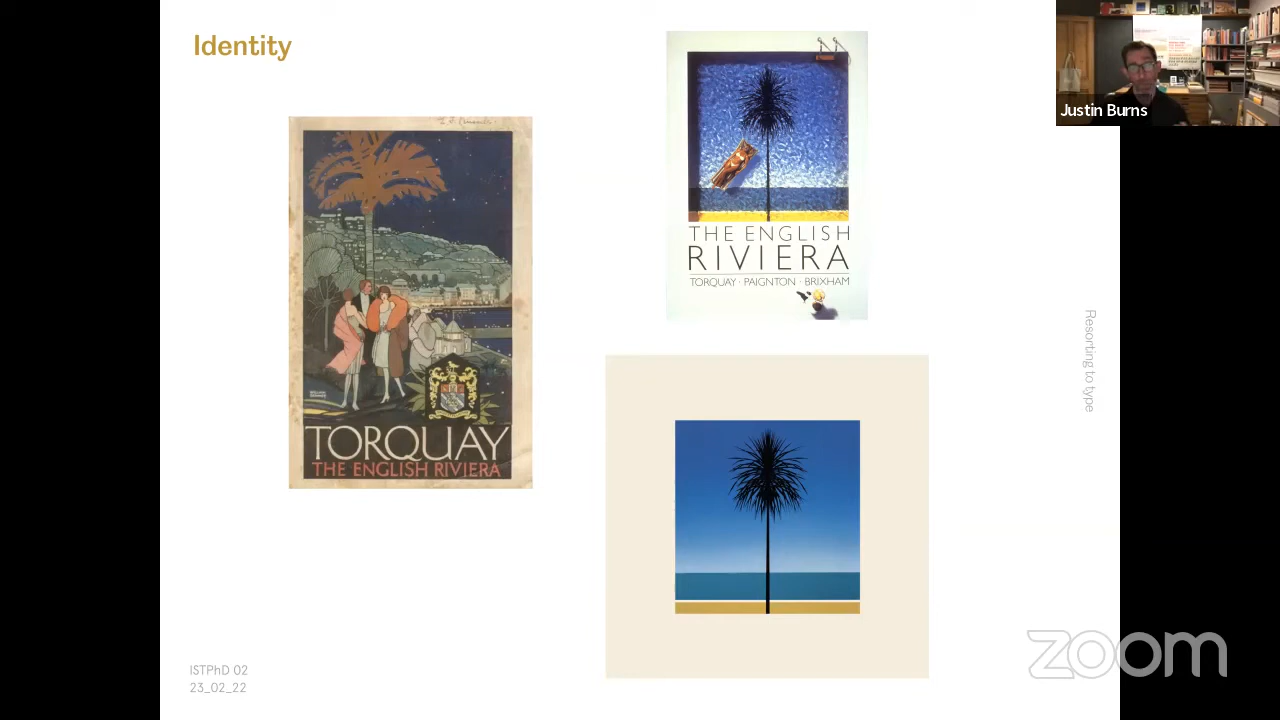 Identity
TORQUAY
THE ENGLISH RIVIERA
THE ENGLISH
RIVIERA
TORQUAY · PAIGNTON · BRIXHAM
Resorting to type
ISTPhD 02
23_02_22
Justin Burns
zoom